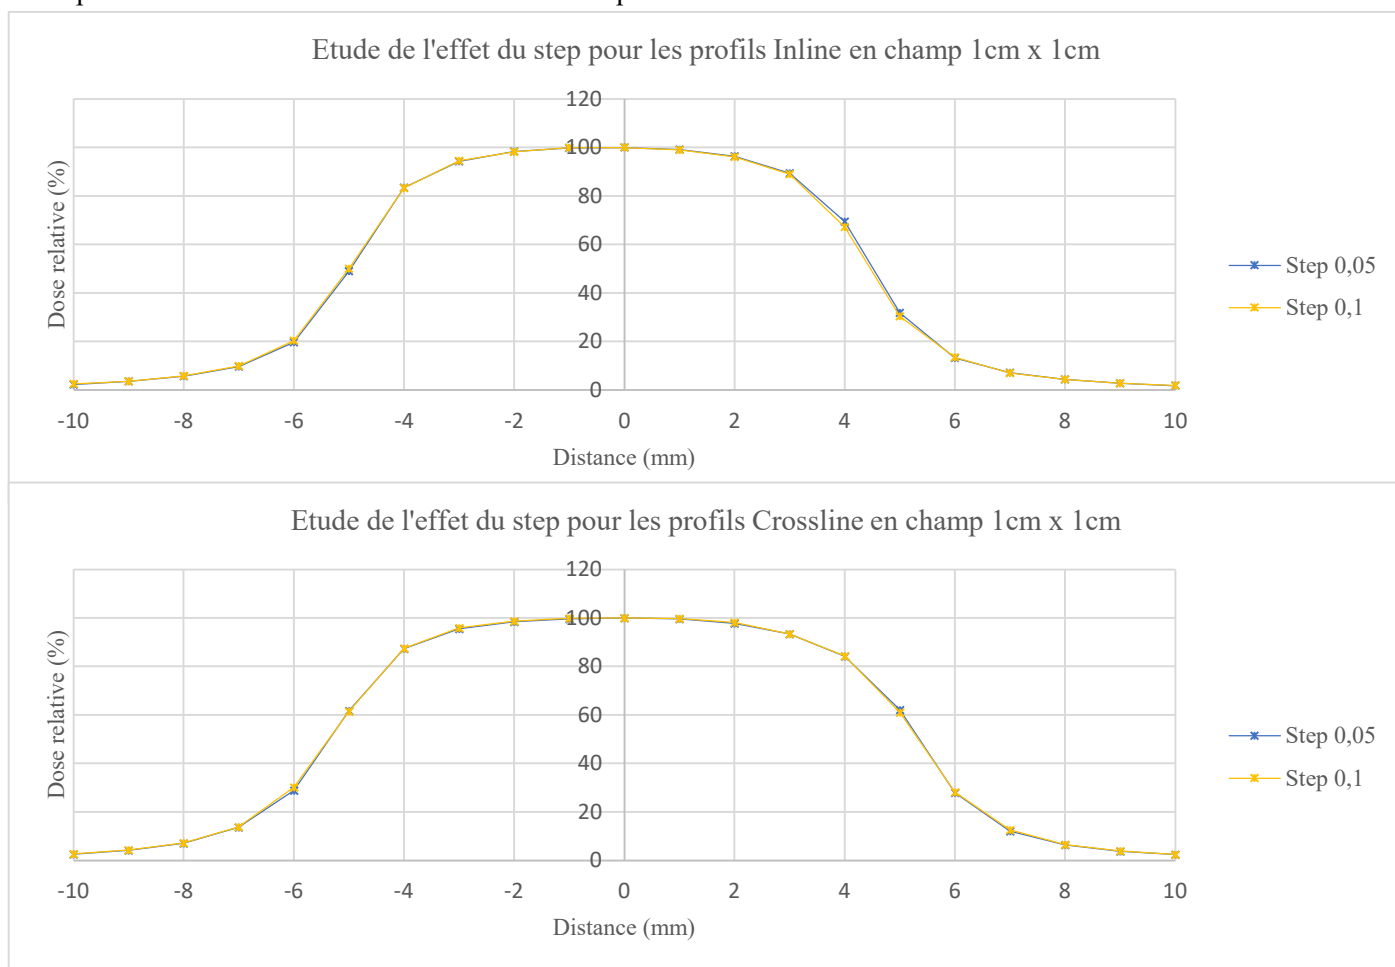 Etude de l'effet du step pour les profils Inline en champ 1cm x 1cm
120
100
80
60
40
20
0
Dose relative (%)
-10 -8 -6 -4 -2 0 2 4 6 8 10
Distance (mm)
Step 0,05
Step 0,1
Etude de l'effet du step pour les profils Crossline en champ 1cm x 1cm
120
100
80
60
40
20
0
Dose relative (%)
-10 -8 -6 -4 -2 0 2 4 6 8 10
Distance (mm)
Step 0,05
Step 0,1